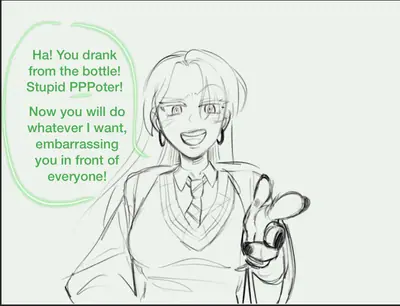 Ha! You drank
from the bottle!
Stupid PPPoter!
Now you will do
whatever I want,
embarrassing
you in front of
everyone!